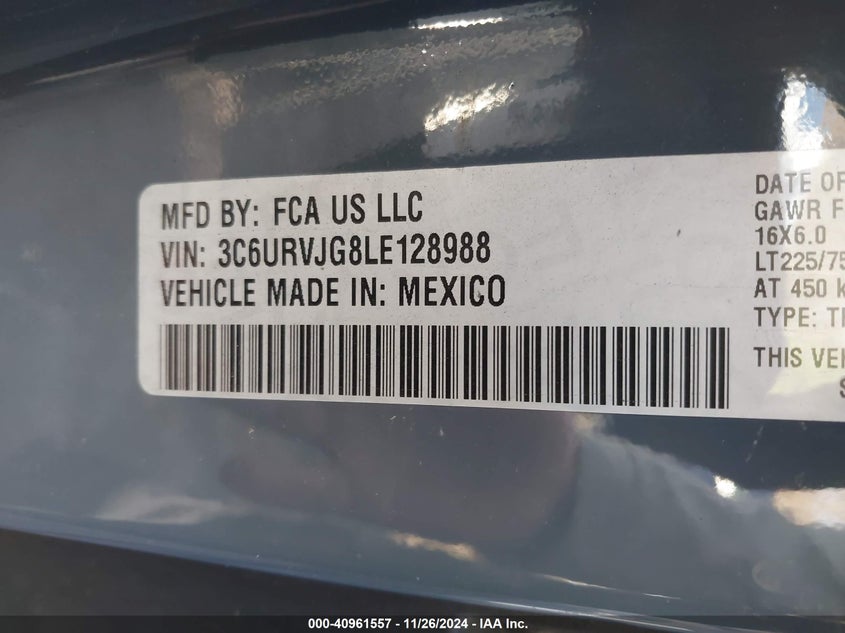 MFD BY: FCA US LLC
VIN: 3C6URVJG8LE128988
VEHICLE MADE IN: MEXICO
DATE OF
GAWR F
16X6.0
LT225/75
AT 450 k
TYPE: T
THIS VE
S
000-40961557 - 11/26/2024 - IAA Inc.